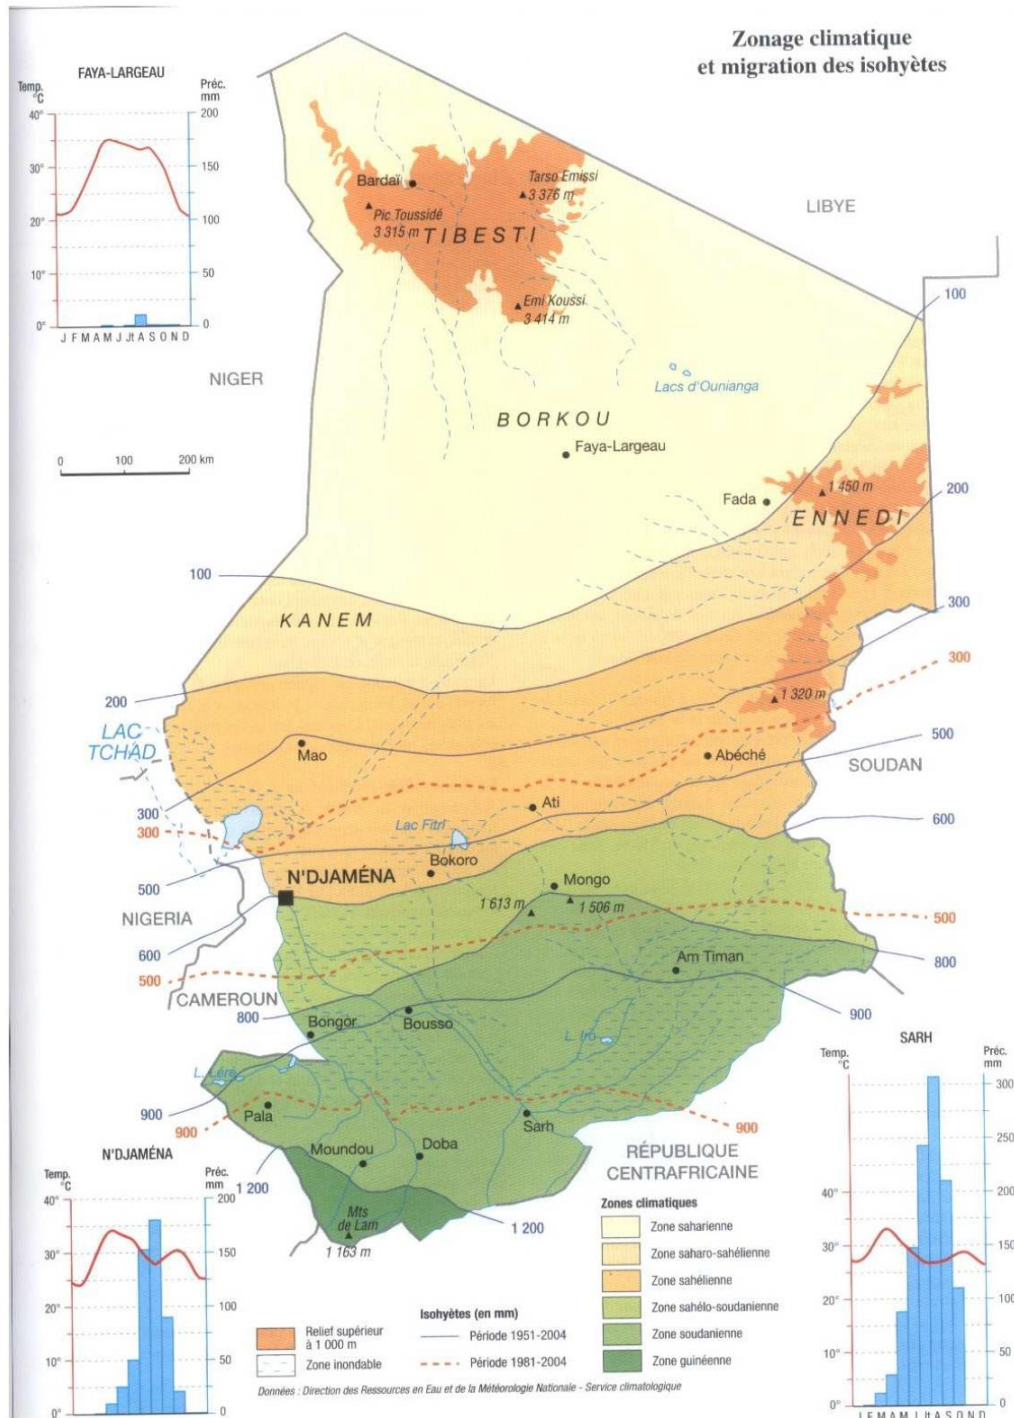 Zonage climatique
et migration des isohyètes
FAYA-LARGEAU
Temp.
°C
Préc.
mm
40°
30°
20°
10°
0°
200
150
100
50
0
J F M A M J Jt A S O N D
LIBYE
NIGER
Bardaï
Tarso Emissi
3 376 m
Pic Toussidé
3 315 m
TIBESTI
Emi Koussi
3 414 m
100
Lacs d'Ounianga
BORKOU
Faya-Largeau
0 100 200 km
Fada
1 450 m
ENNEDI
200
100
300
KANEM
300
1 320 m
200
LAC
TCHAD
Mao
Abéché
500
SOUDAN
300
300
Ati
600
Lac Fitri
Bokoro
500
N'DJAMÉNA
Mongo
1 613 m
1 506 m
500
NIGERIA
600
Am Timan
800
500
CAMEROUN
800
Bongor
Bousso
900
L. Iro
L. Léré
900
Pala
900
Sarh
900
Moundou
Doba
1 200
Mts
de Lam
1 163 m
1 200
RÉPUBLIQUE
CENTRAFRICAINE
N'DJAMÉNA
Temp.
°C
Préc.
mm
40°
30°
20°
10°
0°
200
150
100
50
0
SARH
Temp.
°C
Préc.
mm
40°
30°
20°
10°
0°
300
250
200
150
100
50
0
J F M A M J Jt A S O N D
Zones climatiques
Zone saharienne
Zone saharo-sahélienne
Zone sahélienne
Zone sahélo-soudanienne
Zone soudanienne
Zone guinéenne
Relief supérieur
à 1 000 m
Zone inondable
Isohyètes (en mm)
Période 1951-2004
Période 1981-2004
Données : Direction des Ressources en Eau et de la Météorologie Nationale - Service climatologique